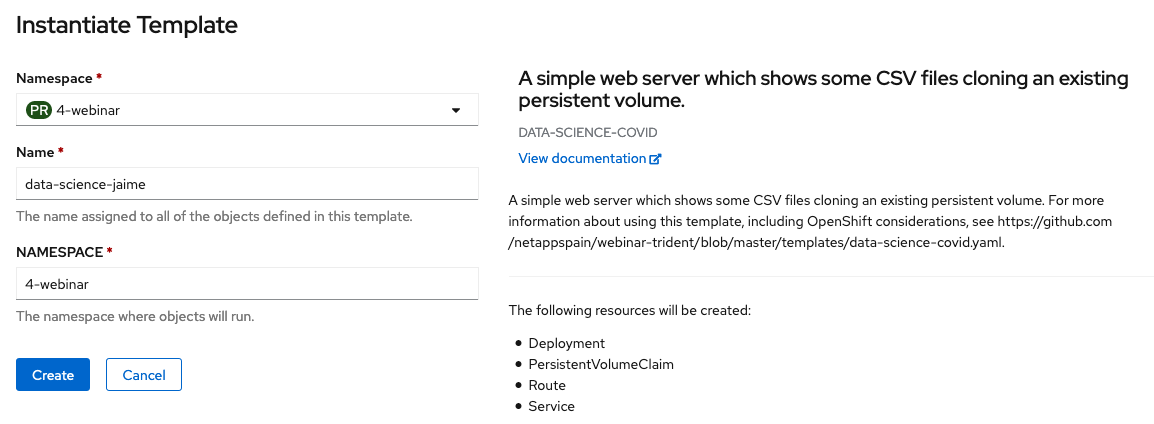 Instantiate Template
Namespace *
PR 4-webinar
Name *
data-science-jaime
The name assigned to all of the objects defined in this template.
NAMESPACE *
4-webinar
The namespace where objects will run.
Create Cancel
A simple web server which shows some CSV files cloning an existing
persistent volume.
DATA-SCIENCE-COVID
View documentation
A simple web server which shows some CSV files cloning an existing persistent volume. For more
information about using this template, including OpenShift considerations, see https://github.com
/netappspain/webinar-trident/blob/master/templates/data-science-covid.yaml.
The following resources will be created:
• Deployment
• PersistentVolumeClaim
• Route
• Service